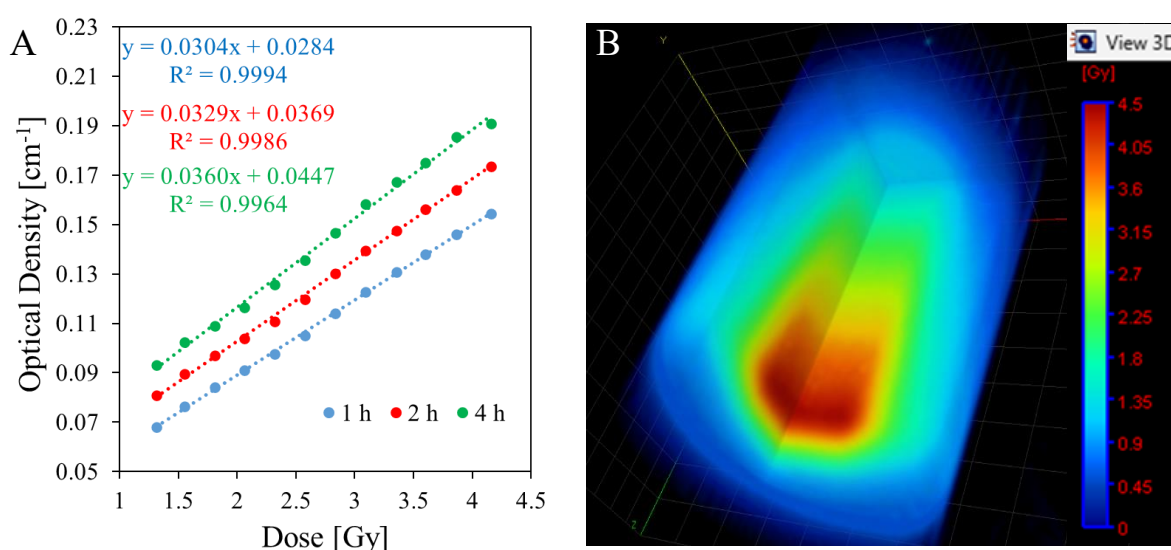 A
y = 0.0304x + 0.0284
R² = 0.9994
y = 0.0329x + 0.0369
R² = 0.9986
y = 0.0360x + 0.0447
R² = 0.9964
Optical Density [cm⁻¹]
0.23
0.21
0.19
0.17
0.15
0.13
0.11
0.09
0.07
0.05
1 h 2 h 4 h
1 1.5 2 2.5 3 3.5 4 4.5
Dose [Gy]
B
Y
Z
View 3D
[Gy]
4.5
4.05
3.6
3.15
2.7
2.25
1.8
1.35
0.9
0.45
0